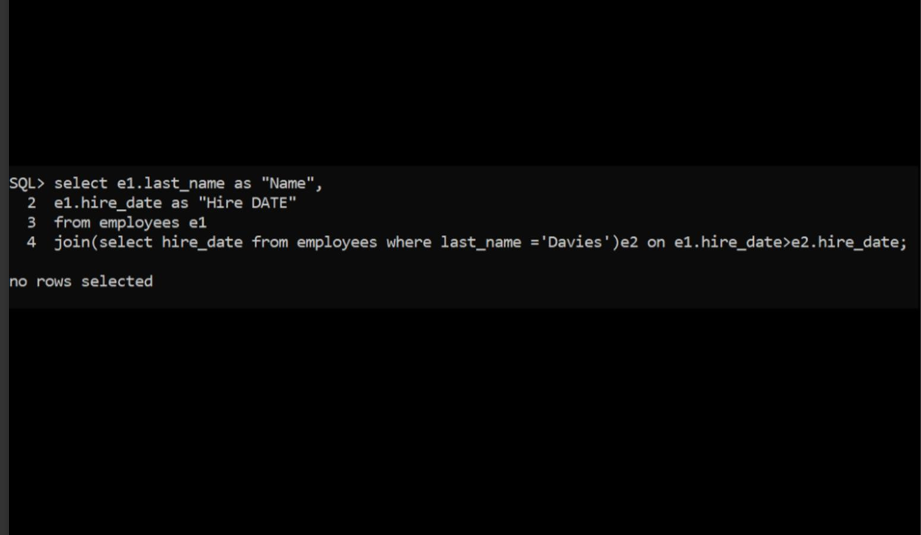 SQL> select e1.last_name as "Name",
2 e1.hire_date as "Hire DATE"
3 from employees e1
4 join(select hire_date from employees where last_name ='Davies')e2 on e1.hire_date>e2.hire_date;
no rows selected